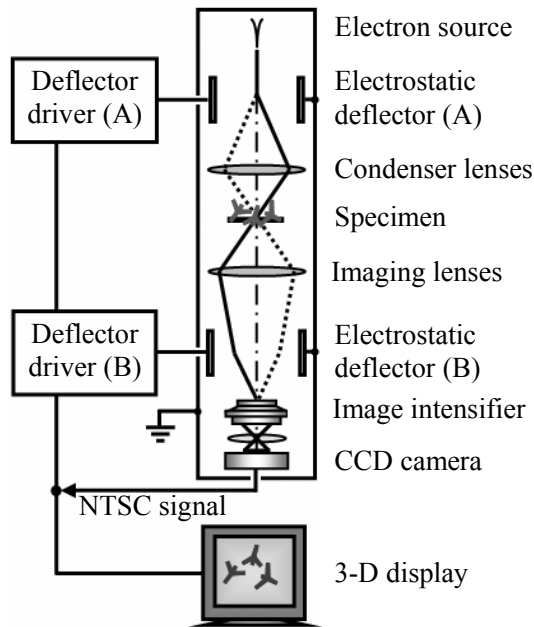 Electron source
Deflector
driver (A)
Electrostatic
deflector (A)
Condenser lenses
Specimen
Imaging lenses
Deflector
driver (B)
Electrostatic
deflector (B)
Image intensifier
CCD camera
NTSC signal
3-D display